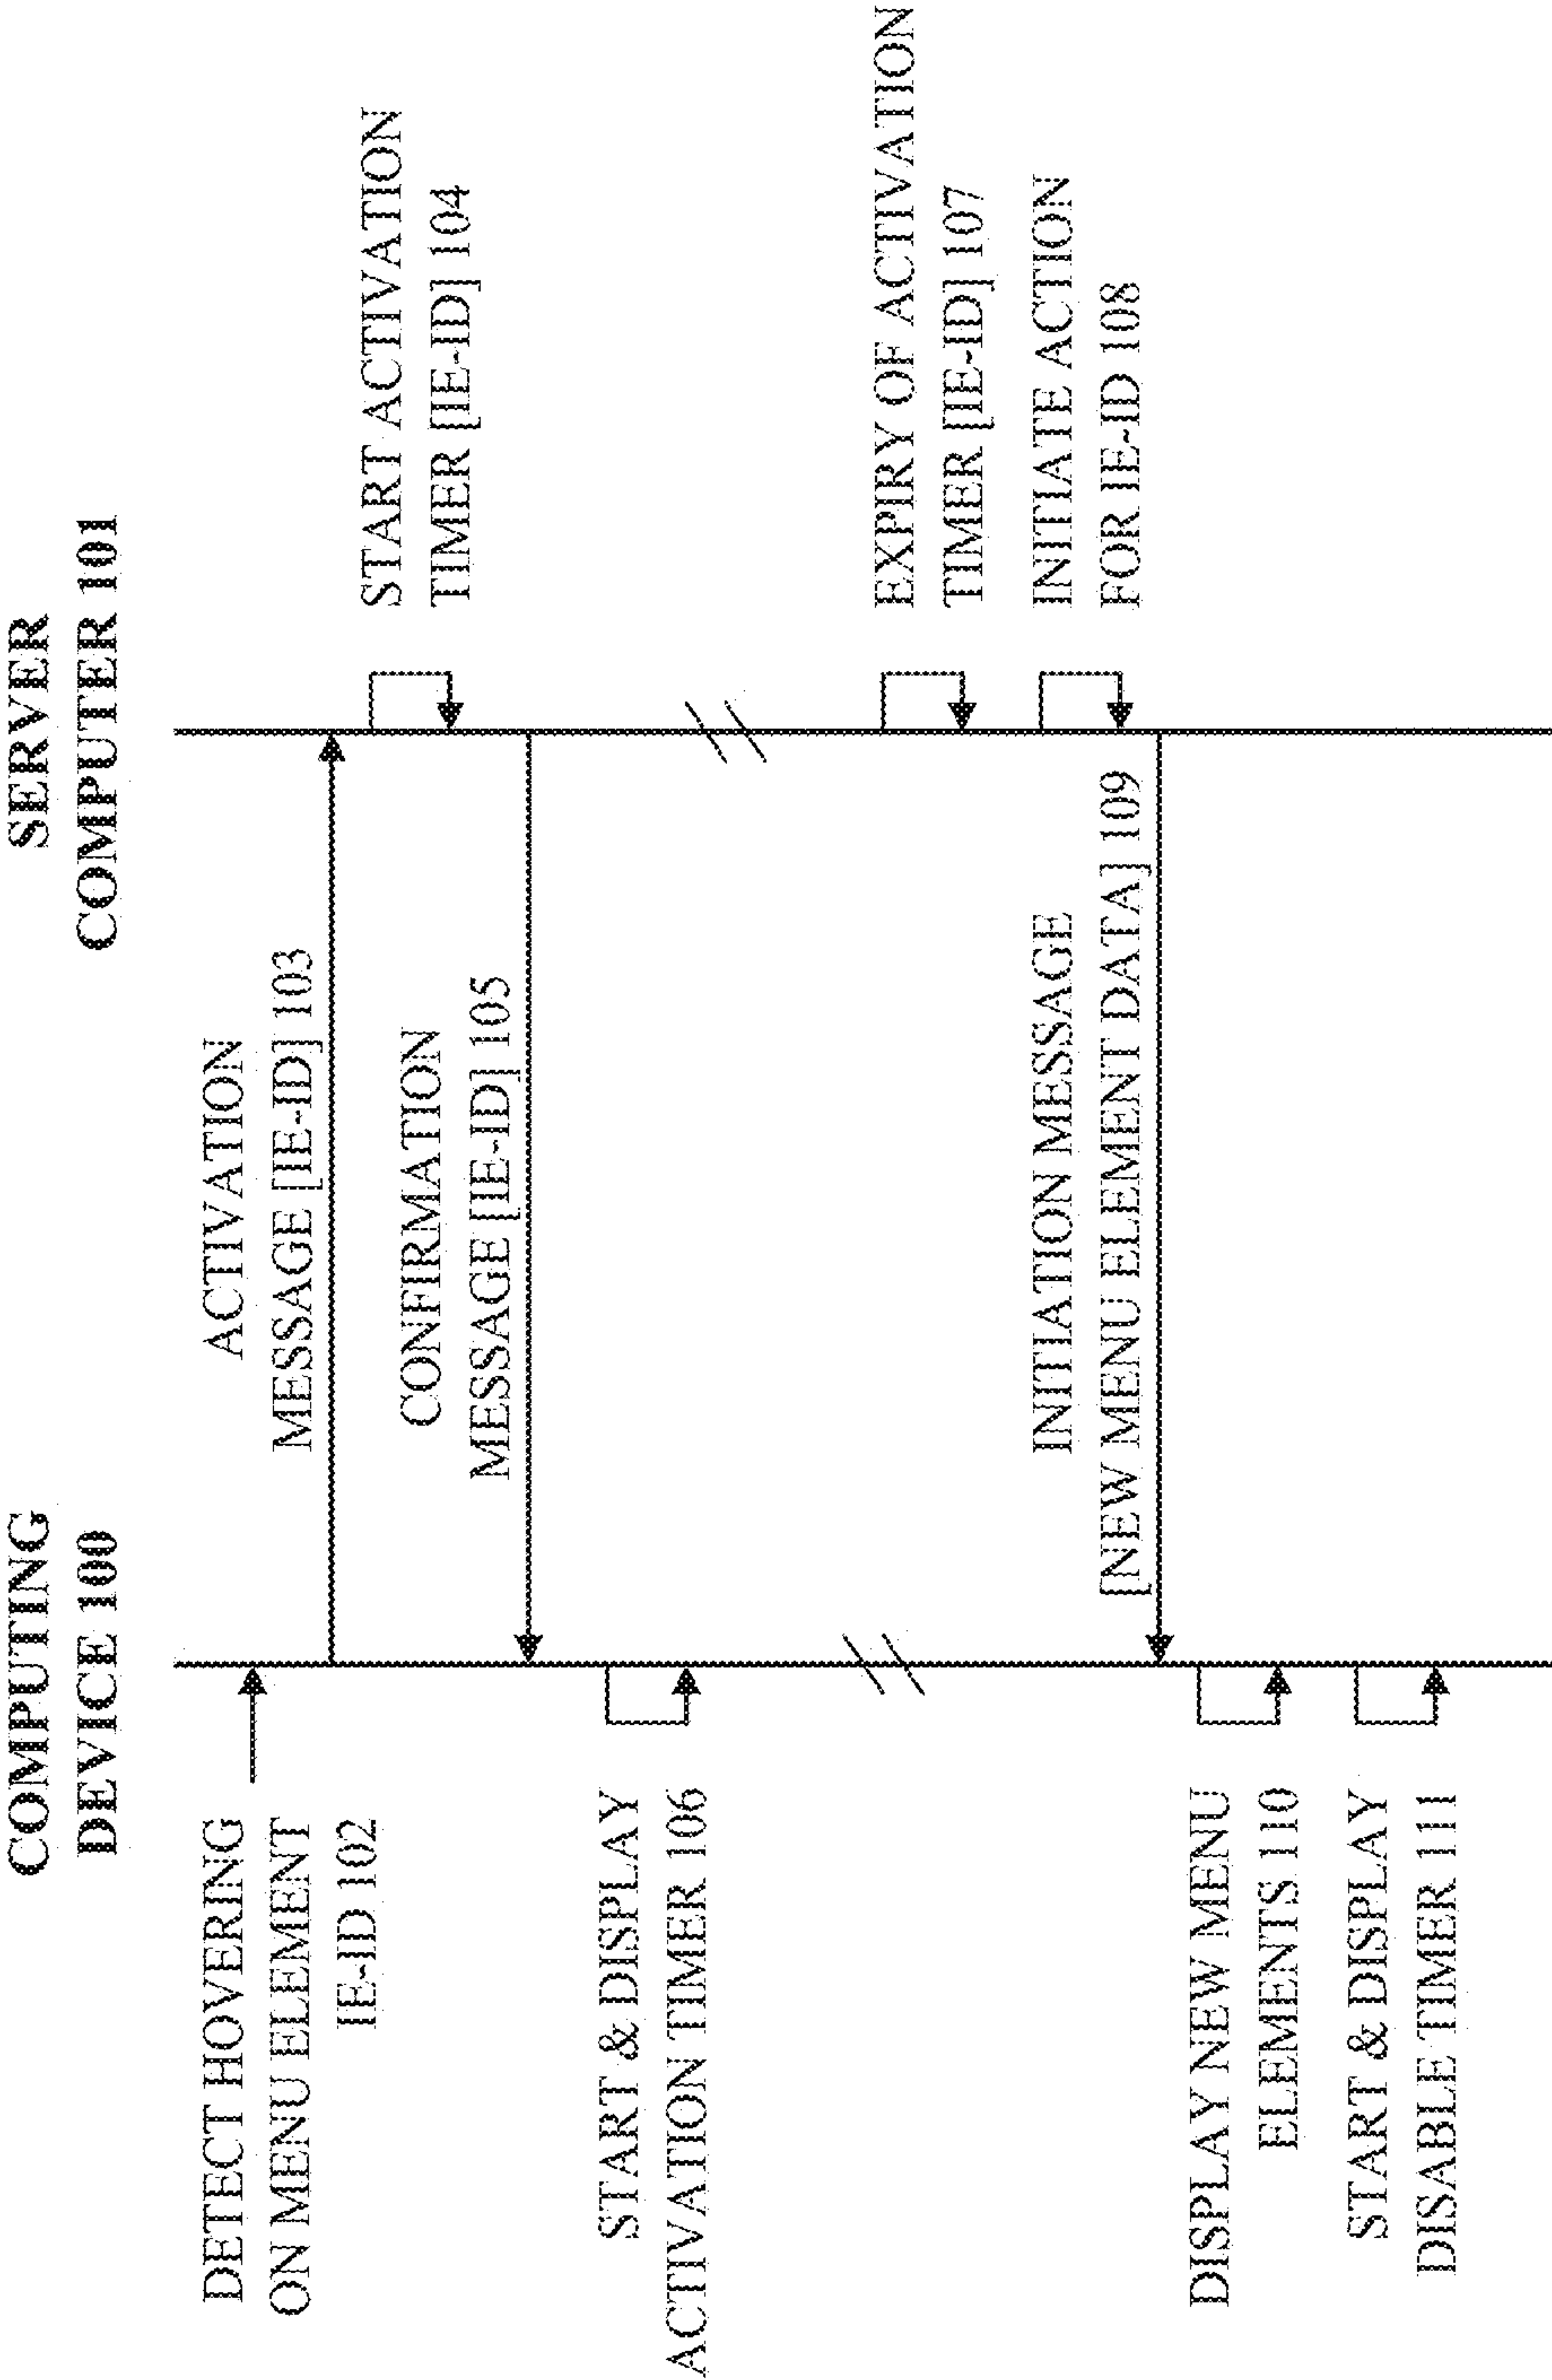 COMPUTING
DEVICE 100
SERVER
COMPUTER 101
DETECT HOVERING
ON MENU ELEMENT
IE-ID 102
ACTIVATION
MESSAGE [IE-ID] 103
START ACTIVATION
TIMER [IE-ID] 104
CONFIRMATION
MESSAGE [IE-ID] 105
START & DISPLAY
ACTIVATION TIMER 106
EXPIRY OF ACTIVATION
TIMER [IE-ID] 107
INITIATE ACTION
FOR IE-ID 108
INITIATION MESSAGE
[NEW MENU ELEMENT DATA] 109
DISPLAY NEW MENU
ELEMENTS 110
START & DISPLAY
DISABLE TIMER 111